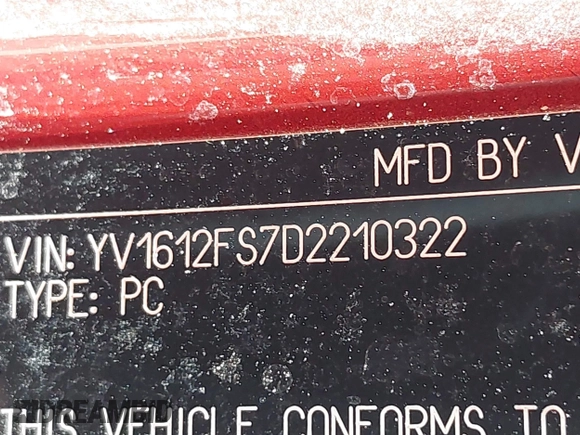 MFD BY V
VIN: YV1612FS7D2210322
TYPE: PC
THIS VEHICLE CONFORMS TO